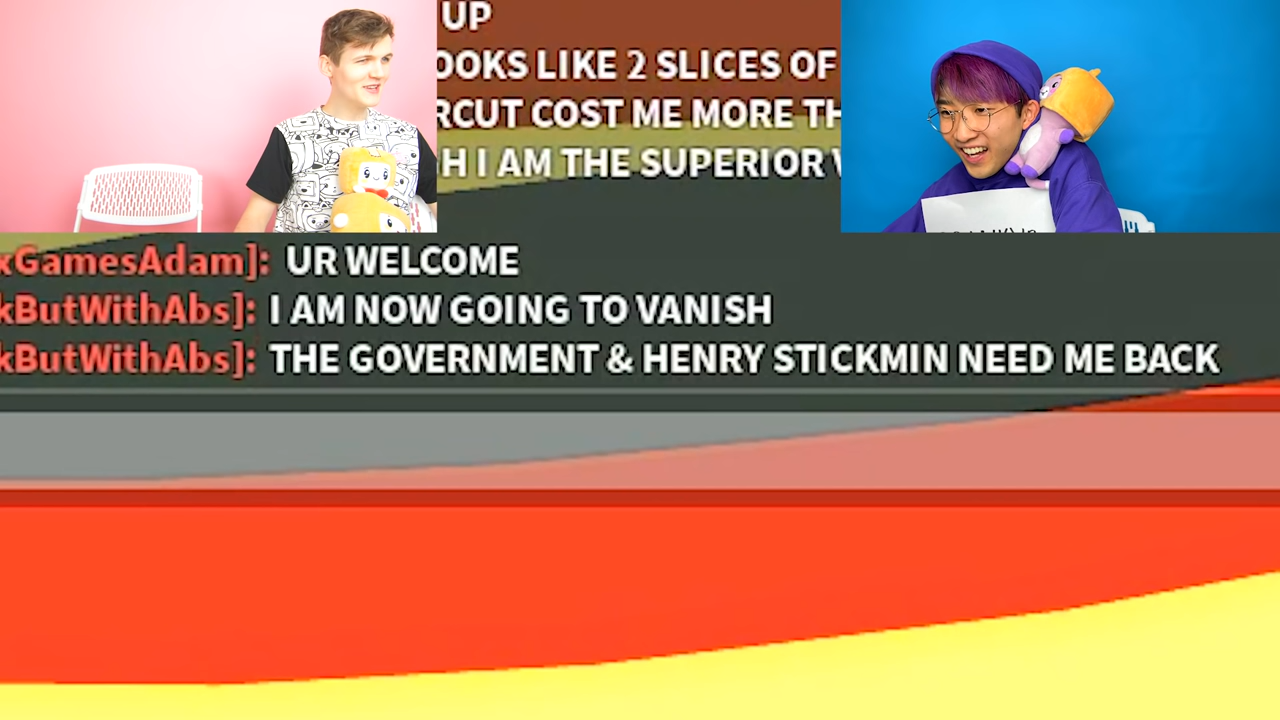 UP
OOKS LIKE 2 SLICES OF
RCUT COST ME MORE TH
H I AM THE SUPERIOR
xGamesAdam]: UR WELCOME
kButWithAbs]: I AM NOW GOING TO VANISH
kButWithAbs]: THE GOVERNMENT & HENRY STICKMIN NEED ME BACK